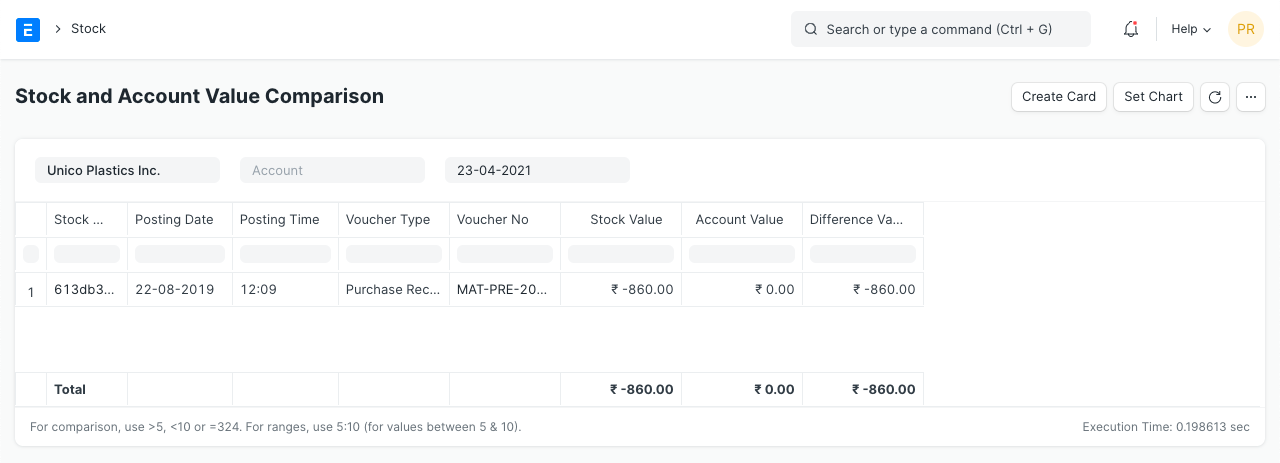 E
Stock
Search or type a command (Ctrl + G)
Help
PR
Stock and Account Value Comparison
Create Card
Set Chart
Unico Plastics Inc.
Account
23-04-2021
Stock ... Posting Date Posting Time Voucher Type Voucher No Stock Value Account Value Difference Va...
1 613db3... 22-08-2019 12:09 Purchase Rec... MAT-PRE-20... ₹ -860.00 ₹ 0.00 ₹ -860.00
Total ₹ -860.00 ₹ 0.00 ₹ -860.00
For comparison, use >5, <10 or =324. For ranges, use 5:10 (for values between 5 & 10).
Execution Time: 0.198613 sec